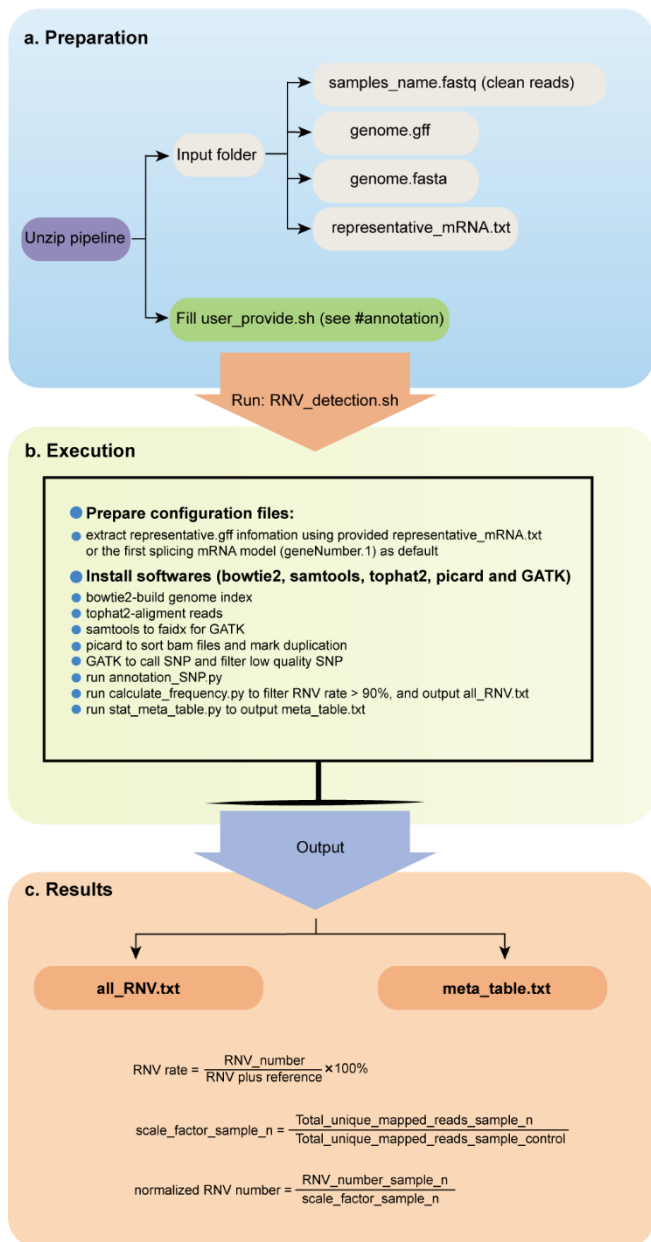 a. Preparation
samples_name.fastq (clean reads)
genome.gff
Input folder
genome.fasta
representative_mRNA.txt
Unzip pipeline
Fill user_provide.sh (see #annotation)
Run: RNV_detection.sh
b. Execution
Prepare configuration files:
extract representative.gff infomation using provided representative_mRNA.txt
or the first splicing mRNA model (geneNumber.1) as default
Install softwares (bowtie2, samtools, tophat2, picard and GATK)
bowtie2-build genome index
tophat2-aligment reads
samtools to faidx for GATK
picard to sort bam files and mark duplication
GATK to call SNP and filter low quality SNP
run annotation_SNP.py
run calculate_frequency.py to filter RNV rate > 90%, and output all_RNV.txt
run stat_meta_table.py to output meta_table.txt
Output
c. Results
all_RNV.txt
meta_table.txt
RNV rate = RNV_number / RNV plus reference ×100%
scale_factor_sample_n = Total_unique_mapped_reads_sample_n / Total_unique_mapped_reads_sample_control
normalized RNV number = RNV_number_sample_n / scale_factor_sample_n